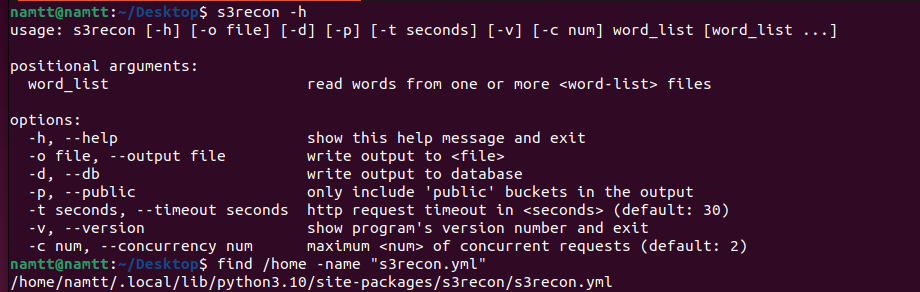 namtt@namtt:~/Desktop$ s3recon -h
usage: s3recon [-h] [-o file] [-d] [-p] [-t seconds] [-v] [-c num] word_list [word_list ...]
positional arguments:
  word_list                 read words from one or more <word-list> files
options:
  -h, --help                show this help message and exit
  -o file, --output file    write output to <file>
  -d, --db                  write output to database
  -p, --public              only include 'public' buckets in the output
  -t seconds, --timeout seconds  http request timeout in <seconds> (default: 30)
  -v, --version             show program's version number and exit
  -c num, --concurrency num      maximum <num> of concurrent requests (default: 2)
namtt@namtt:~/Desktop$ find /home -name "s3recon.yml"
/home/namtt/.local/lib/python3.10/site-packages/s3recon/s3recon.yml